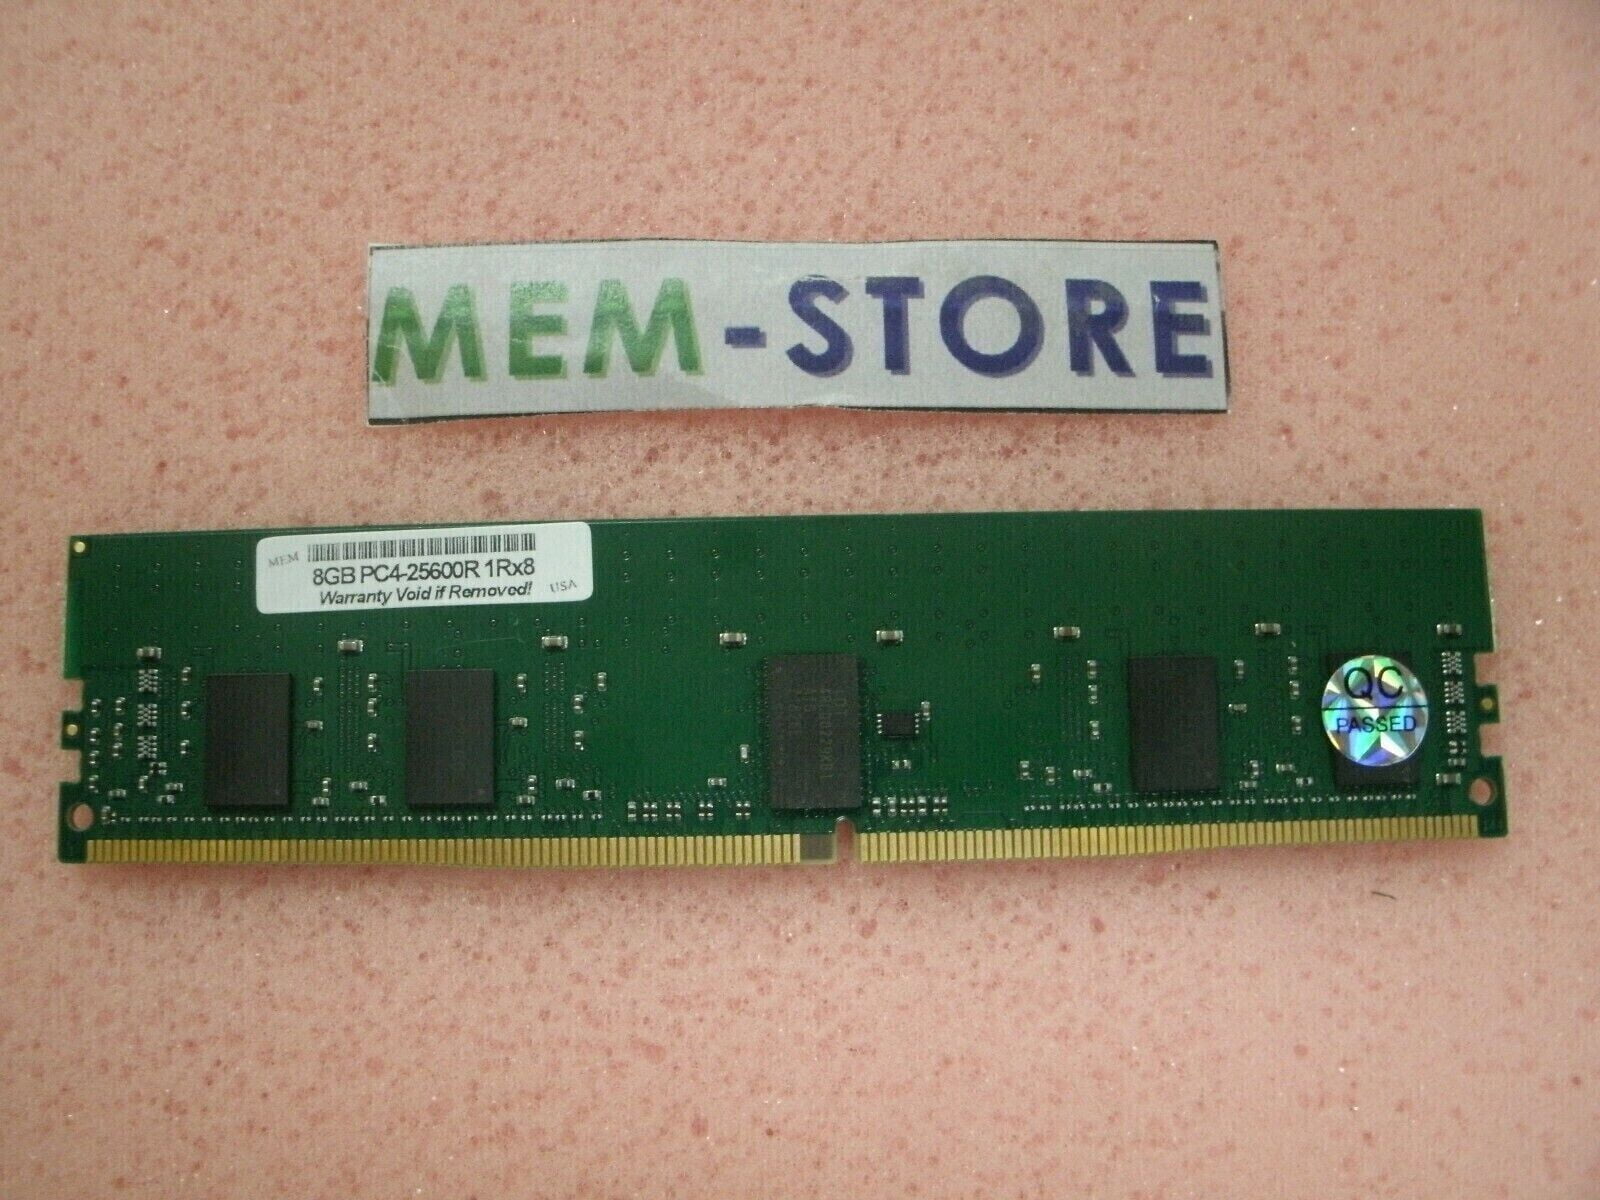 MEM-STORE
MEM
8GB PC4-25600R 1Rx8
Warranty Void if Removed!
USA
QC
PASSED